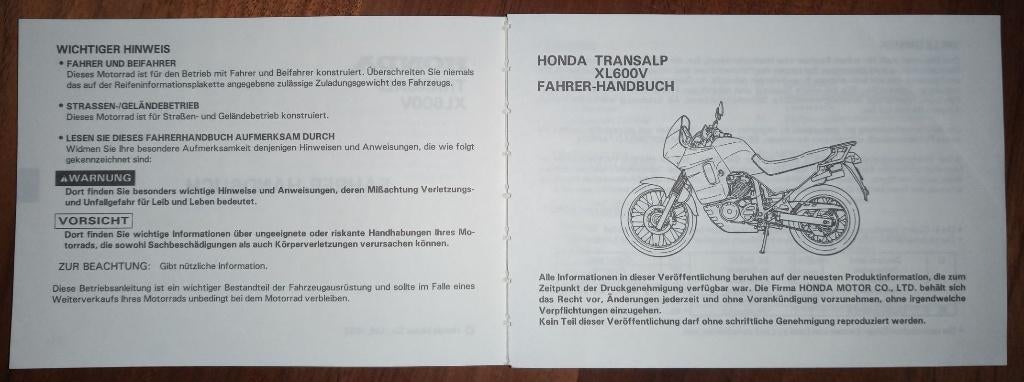 WICHTIGER HINWEIS
• FAHRER UND BEIFAHRER
Dieses Motorrad ist für den Betrieb mit Fahrer und Beifahrer konstruiert. Überschreiten Sie niemals
das auf der Reifeninformationsplakette angegebene zulässige Zuladungsgewicht des Fahrzeugs.
• STRASSEN-/GELÄNDEBETRIEB
Dieses Motorrad ist für Straßen- und Geländebetrieb konstruiert.
• LESEN SIE DIESES FAHRERHANDBUCH AUFMERKSAM DURCH
Widmen Sie Ihre besondere Aufmerksamkeit denjenigen Hinweisen und Anweisungen, die wie folgt
gekennzeichnet sind:
⚠WARNUNG
Dort finden Sie besonders wichtige Hinweise und Anweisungen, deren Mißachtung Verletzungs-
und Unfallgefahr für Leib und Leben bedeutet.
VORSICHT
Dort finden Sie wichtige Informationen über ungeeignete oder riskante Handhabungen Ihres Mo-
torrads, die sowohl Sachbeschädigungen als auch Körperverletzungen verursachen können.
ZUR BEACHTUNG: Gibt nützliche Information.
Diese Betriebsanleitung ist ein wichtiger Bestandteil der Fahrzeugausrüstung und sollte im Falle eines
Weiterverkaufs Ihres Motorrads unbedingt bei dem Motorrad verbleiben.
HONDA TRANSALP
XL600V
FAHRER-HANDBUCH
Alle Informationen in dieser Veröffentlichung beruhen auf der neuesten Produktinformation, die zum
Zeitpunkt der Druckgenehmigung verfügbar war. Die Firma HONDA MOTOR CO., LTD. behält sich
das Recht vor, Änderungen jederzeit und ohne Vorankündigung vorzunehmen, ohne irgendwelche
Verpflichtungen einzugehen.
Kein Teil dieser Veröffentlichung darf ohne schriftliche Genehmigung reproduziert werden.